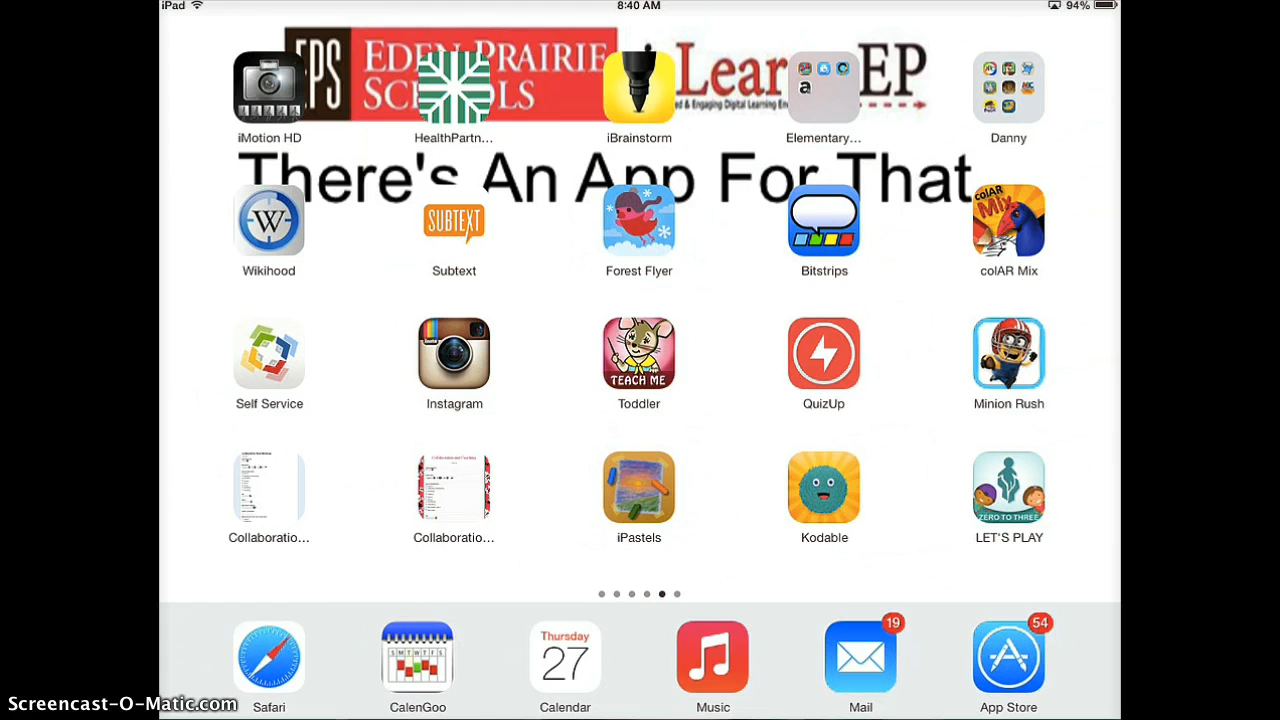 iPad 8:40 AM 94%
EPS EDEN PRAIRIE iLearn EP
SCHOOLS
iMotion HD HealthPartn... iBrainstorm Elementary... Danny
There's An App For That
W SUBTEXT colAR Mix
Wikihood Subtext Forest Flyer Bitstrips colAR Mix
TEACH ME
Self Service Instagram Toddler QuizUp Minion Rush
ZERO TO THREE
Collaboratio... Collaboratio... iPastels Kodable LET'S PLAY
Thursday 19 54
S M T W T F S 27
Safari CalenGoo Calendar Music Mail App Store
Screencast-O-Matic.com